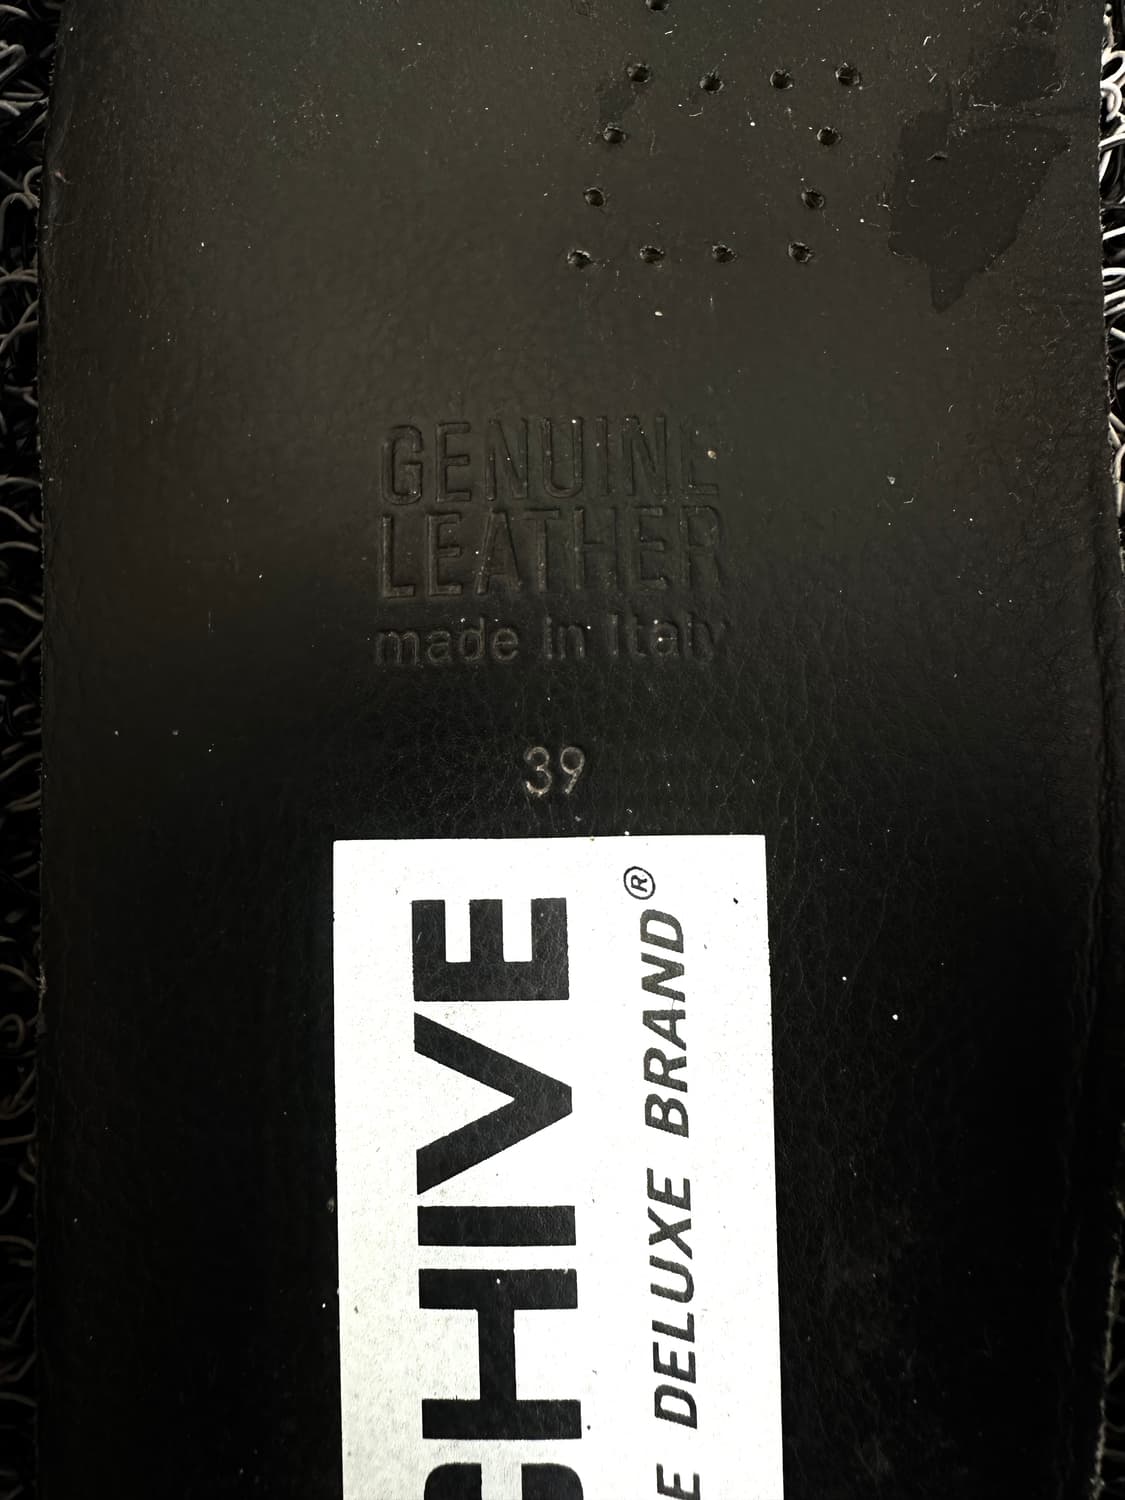 GENUINE
LEATHER
made in Italy
39
CHIVE
E DELUXE BRAND®